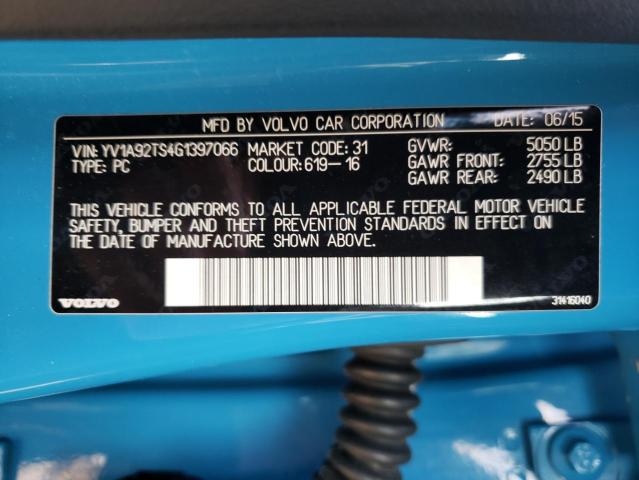 MFD BY VOLVO CAR CORPORATION DATE: 06/15
VIN: YV1A92TS4G1397066 MARKET CODE: 31 GVWR: 5050 LB
TYPE: PC COLOUR: 619-16 GAWR FRONT: 2755 LB
GAWR REAR: 2490 LB
THIS VEHICLE CONFORMS TO ALL APPLICABLE FEDERAL MOTOR VEHICLE
SAFETY, BUMPER AND THEFT PREVENTION STANDARDS IN EFFECT ON
THE DATE OF MANUFACTURE SHOWN ABOVE.
VOLVO 31416040